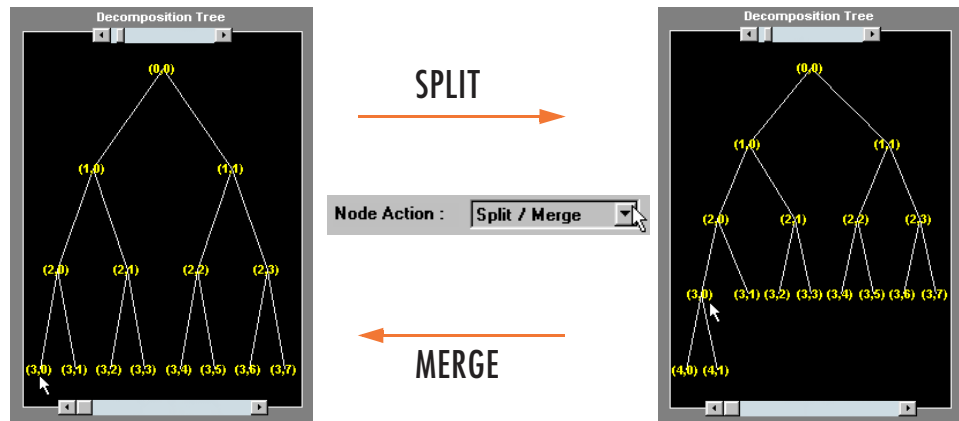 Decomposition Tree
(0,0)
(1,0) (1,1)
(2,0) (2,1) (2,2) (2,3)
(3,0) (3,1) (3,2) (3,3) (3,4) (3,5) (3,6) (3,7)
SPLIT
Node Action : Split / Merge
MERGE
Decomposition Tree
(0,0)
(1,0) (1,1)
(2,0) (2,1) (2,2) (2,3)
(3,0) (3,1) (3,2) (3,3) (3,4) (3,5) (3,6) (3,7)
(4,0) (4,1)